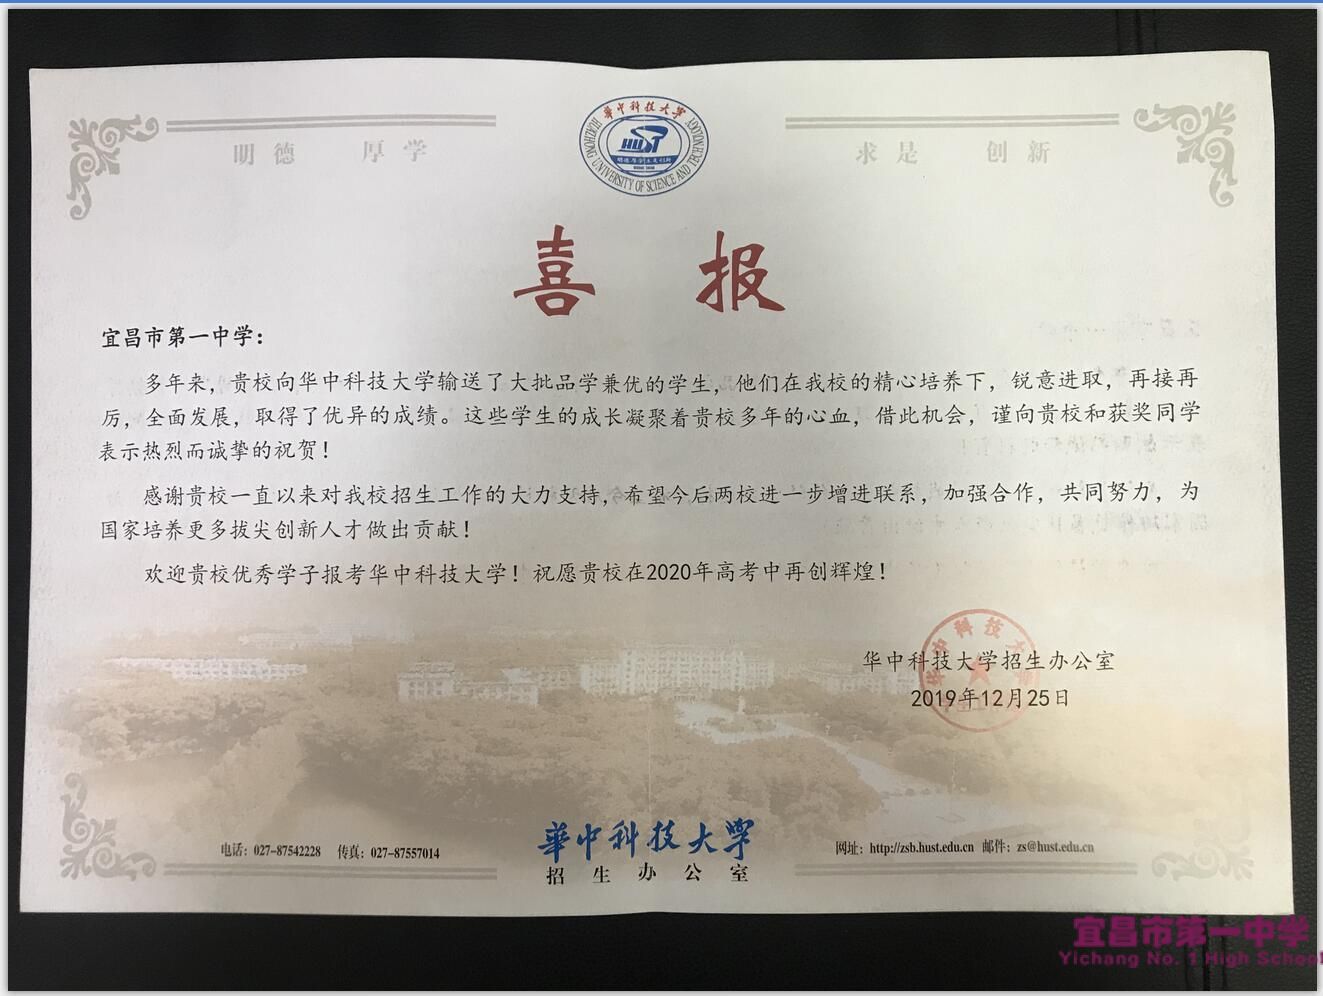 華中科技大学
HUAZHONG UNIVERSITY OF SCIENCE AND TECHNOLOGY
HUST
明德 厚学
求是 创新
喜报
宜昌市第一中学：
多年来，贵校向华中科技大学输送了大批品学兼优的学生，他们在我校的精心培养下，锐意进取，再接再
厉，全面发展，取得了优异的成绩。这些学生的成长凝聚着贵校多年的心血，借此机会，谨向贵校和获奖同学
表示热烈而诚挚的祝贺！
感谢贵校一直以来对我校招生工作的大力支持，希望今后两校进一步增进联系，加强合作，共同努力，为
国家培养更多拔尖创新人才做出贡献！
欢迎贵校优秀学子报考华中科技大学！祝愿贵校在2020年高考中再创辉煌！
华中科技大学招生办公室
2019年12月25日
華中科技大學
招生办公室
电话：027-87542228 传真：027-87557014
网址：http://zsb.hust.edu.cn 邮件：zs@hust.edu.cn
宜昌市第一中学
Yichang No. 1 High School